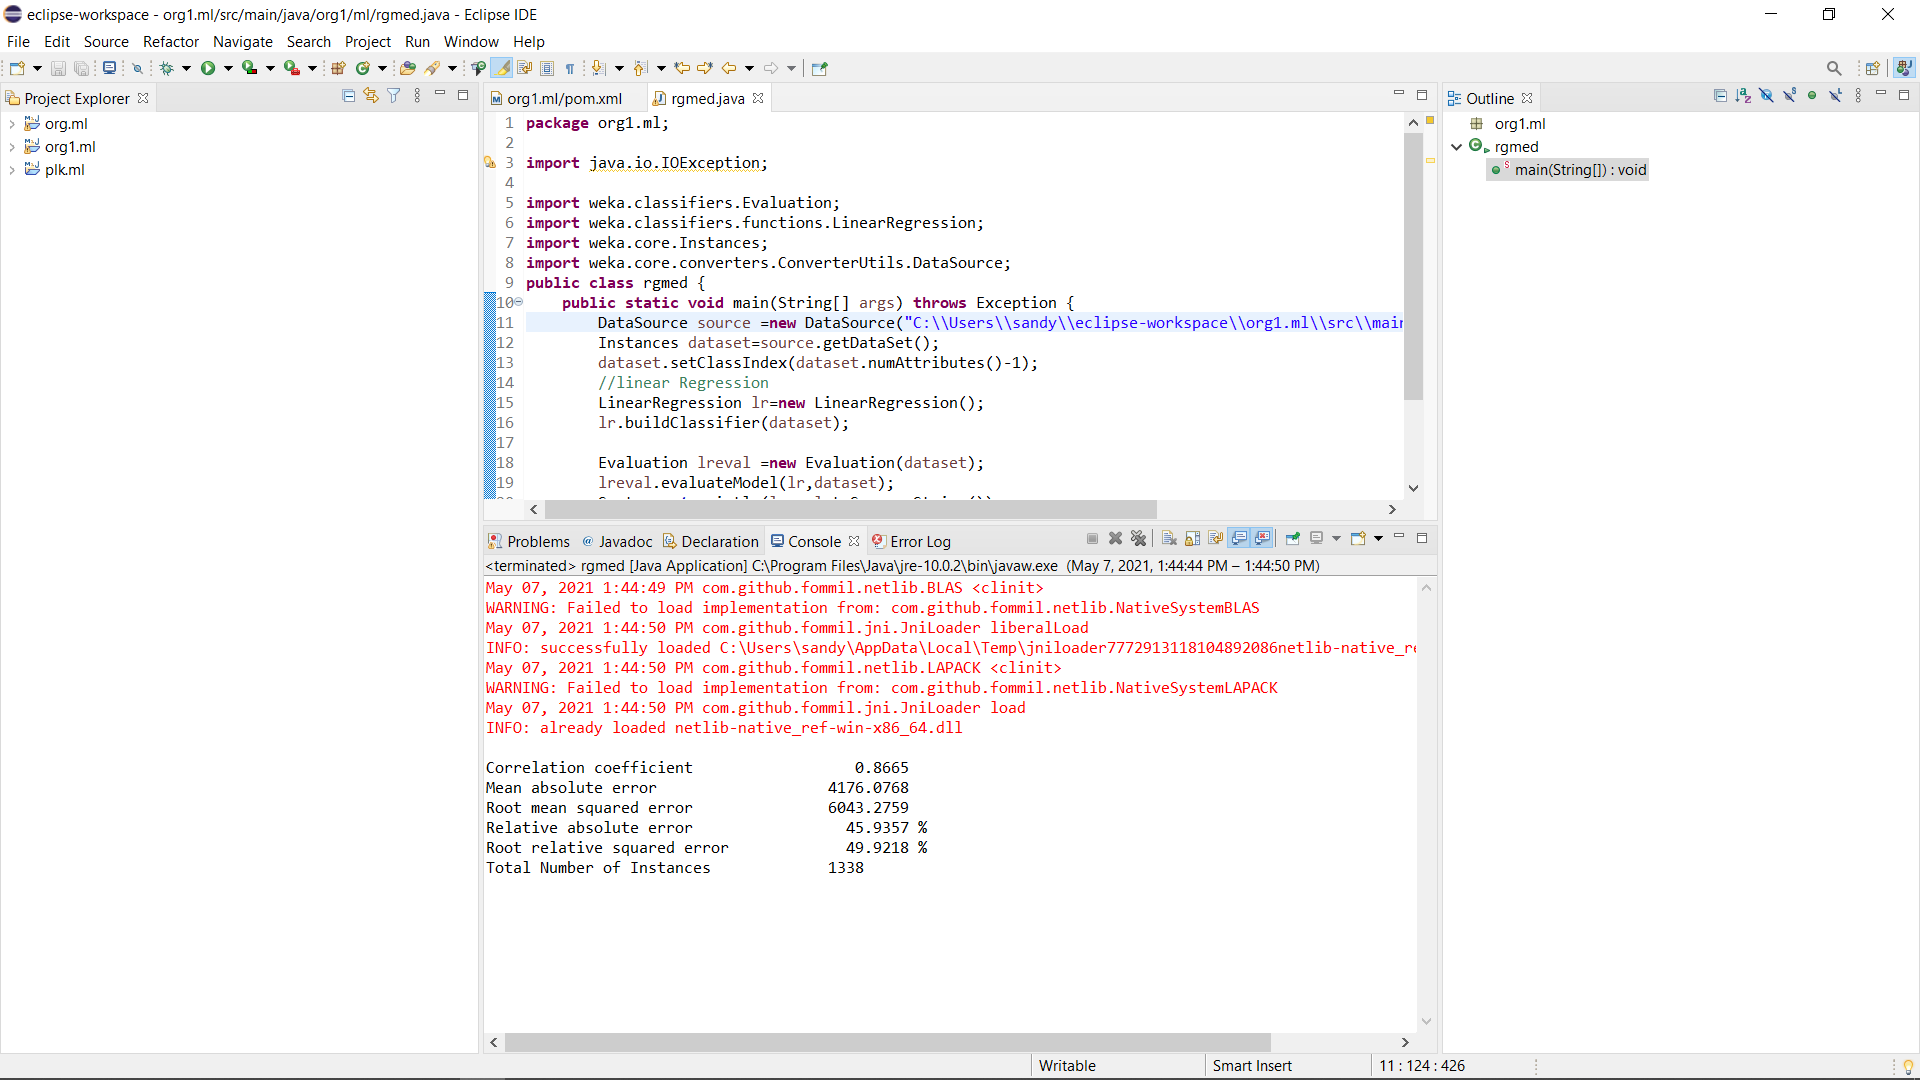 eclipse-workspace - org1.ml/src/main/java/org1/ml/rgmed.java - Eclipse IDE
File Edit Source Refactor Navigate Search Project Run Window Help
Project Explorer
org.ml
org1.ml
plk.ml
org1.ml/pom.xml rgmed.java
1 package org1.ml;
2
3 import java.io.IOException;
4
5 import weka.classifiers.Evaluation;
6 import weka.classifiers.functions.LinearRegression;
7 import weka.core.Instances;
8 import weka.core.converters.ConverterUtils.DataSource;
9 public class rgmed {
10 public static void main(String[] args) throws Exception {
11 DataSource source =new DataSource("C:\\Users\\sandy\\eclipse-workspace\\org1.ml\\src\\main
12 Instances dataset=source.getDataSet();
13 dataset.setClassIndex(dataset.numAttributes()-1);
14 //linear Regression
15 LinearRegression lr=new LinearRegression();
16 lr.buildClassifier(dataset);
17
18 Evaluation lreval =new Evaluation(dataset);
19 lreval.evaluateModel(lr,dataset);
Outline
org1.ml
rgmed
main(String[]) : void
Problems Javadoc Declaration Console Error Log
<terminated> rgmed [Java Application] C:\Program Files\Java\jre-10.0.2\bin\javaw.exe (May 7, 2021, 1:44:44 PM – 1:44:50 PM)
May 07, 2021 1:44:49 PM com.github.fommil.netlib.BLAS <clinit>
WARNING: Failed to load implementation from: com.github.fommil.netlib.NativeSystemBLAS
May 07, 2021 1:44:50 PM com.github.fommil.jni.JniLoader liberalLoad
INFO: successfully loaded C:\Users\sandy\AppData\Local\Temp\jniloader7772913118104892086netlib-native_re
May 07, 2021 1:44:50 PM com.github.fommil.netlib.LAPACK <clinit>
WARNING: Failed to load implementation from: com.github.fommil.netlib.NativeSystemLAPACK
May 07, 2021 1:44:50 PM com.github.fommil.jni.JniLoader load
INFO: already loaded netlib-native_ref-win-x86_64.dll
Correlation coefficient 0.8665
Mean absolute error 4176.0768
Root mean squared error 6043.2759
Relative absolute error 45.9357 %
Root relative squared error 49.9218 %
Total Number of Instances 1338
Writable Smart Insert 11 : 124 : 426